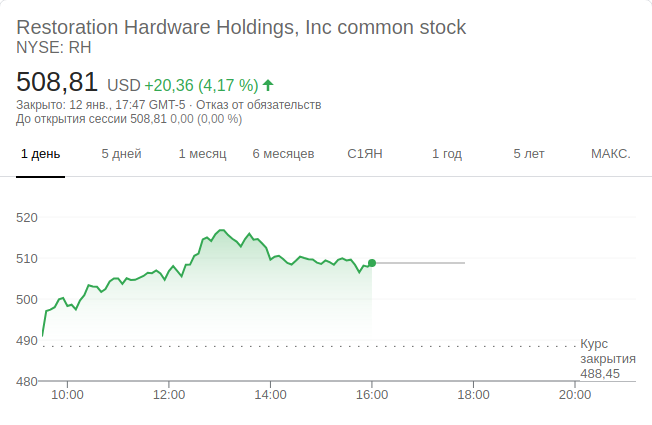 Restoration Hardware Holdings, Inc common stock
NYSE: RH
508,81 USD +20,36 (4,17 %)
Закрыто: 12 янв., 17:47 GMT-5 · Отказ от обязательств
До открытия сессии 508,81 0,00 (0,00 %)
1 день 5 дней 1 месяц 6 месяцев С1ЯН 1 год 5 лет МАКС.
520
510
500
490
Курс
закрытия
488,45
480
10:00 12:00 14:00 16:00 18:00 20:00